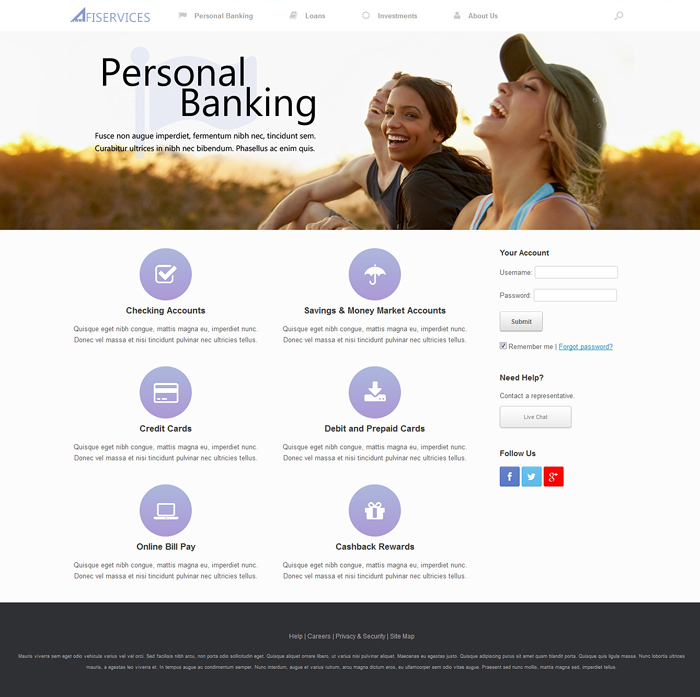 AFISERVICES
Personal Banking
Loans
Investments
About Us
Personal
Banking
Fusce non augue imperdiet, fermentum nibh nec, tincidunt sem.
Curabitur ultrices in nibh nec bibendum. Phasellus ac enim quis.
Checking Accounts
Quisque eget nibh congue, mattis magna eu, imperdiet nunc.
Donec vel massa et nisi tincidunt pulvinar nec ultricies tellus.
Savings & Money Market Accounts
Quisque eget nibh congue, mattis magna eu, imperdiet nunc.
Donec vel massa et nisi tincidunt pulvinar nec ultricies tellus.
Credit Cards
Quisque eget nibh congue, mattis magna eu, imperdiet nunc.
Donec vel massa et nisi tincidunt pulvinar nec ultricies tellus.
Debit and Prepaid Cards
Quisque eget nibh congue, mattis magna eu, imperdiet nunc.
Donec vel massa et nisi tincidunt pulvinar nec ultricies tellus.
Online Bill Pay
Quisque eget nibh congue, mattis magna eu, imperdiet nunc.
Donec vel massa et nisi tincidunt pulvinar nec ultricies tellus.
Cashback Rewards
Quisque eget nibh congue, mattis magna eu, imperdiet nunc.
Donec vel massa et nisi tincidunt pulvinar nec ultricies tellus.
Your Account
Username:
Password:
Submit
Remember me | Forgot password?
Need Help?
Contact a representative.
Live Chat
Follow Us
Help | Careers | Privacy & Security | Site Map
Mauris viverra sem eget odio vehicula varius vel vel orci. Sed facilisis nibh arcu, non porta odio sollicitudin eget. Quisque aliquet ornare libero, ut varius nisi pulvinar aliquet. Maecenas eu egestas justo. Quisque adipiscing purus sit amet quam blandit porta. Quisque quis ligula massa. Nunc lobortis ultrices
mauris, a egestas leo viverra et. In tempus augue ac condimentum semper. Nunc interdum, augue et varius rutrum, arcu magna dictum eros, eu ullamcorper sem odio vitae augue. Praesent sed nunc mollis, mattis magna sed, imperdiet tellus.